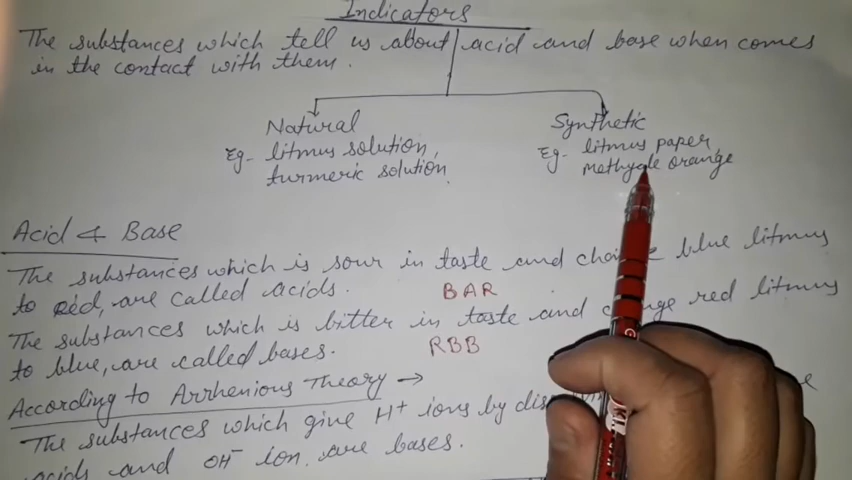 Indicators
The substances which tell us about acid and base when comes
in the contact with them.
Natural
Eg- litmus solution,
turmeric solution.
Synthetic
Eg- litmus paper,
methyale orange
Acid & Base
The substances which is sour in taste and blue litmus
to red, are called acids. BAR
The substances which is bitter in taste and red litmus
to blue, are called bases. RBB
According to Arrhenious Theory →
The substances which give H+ ions by
acids and OH- ion are bases.